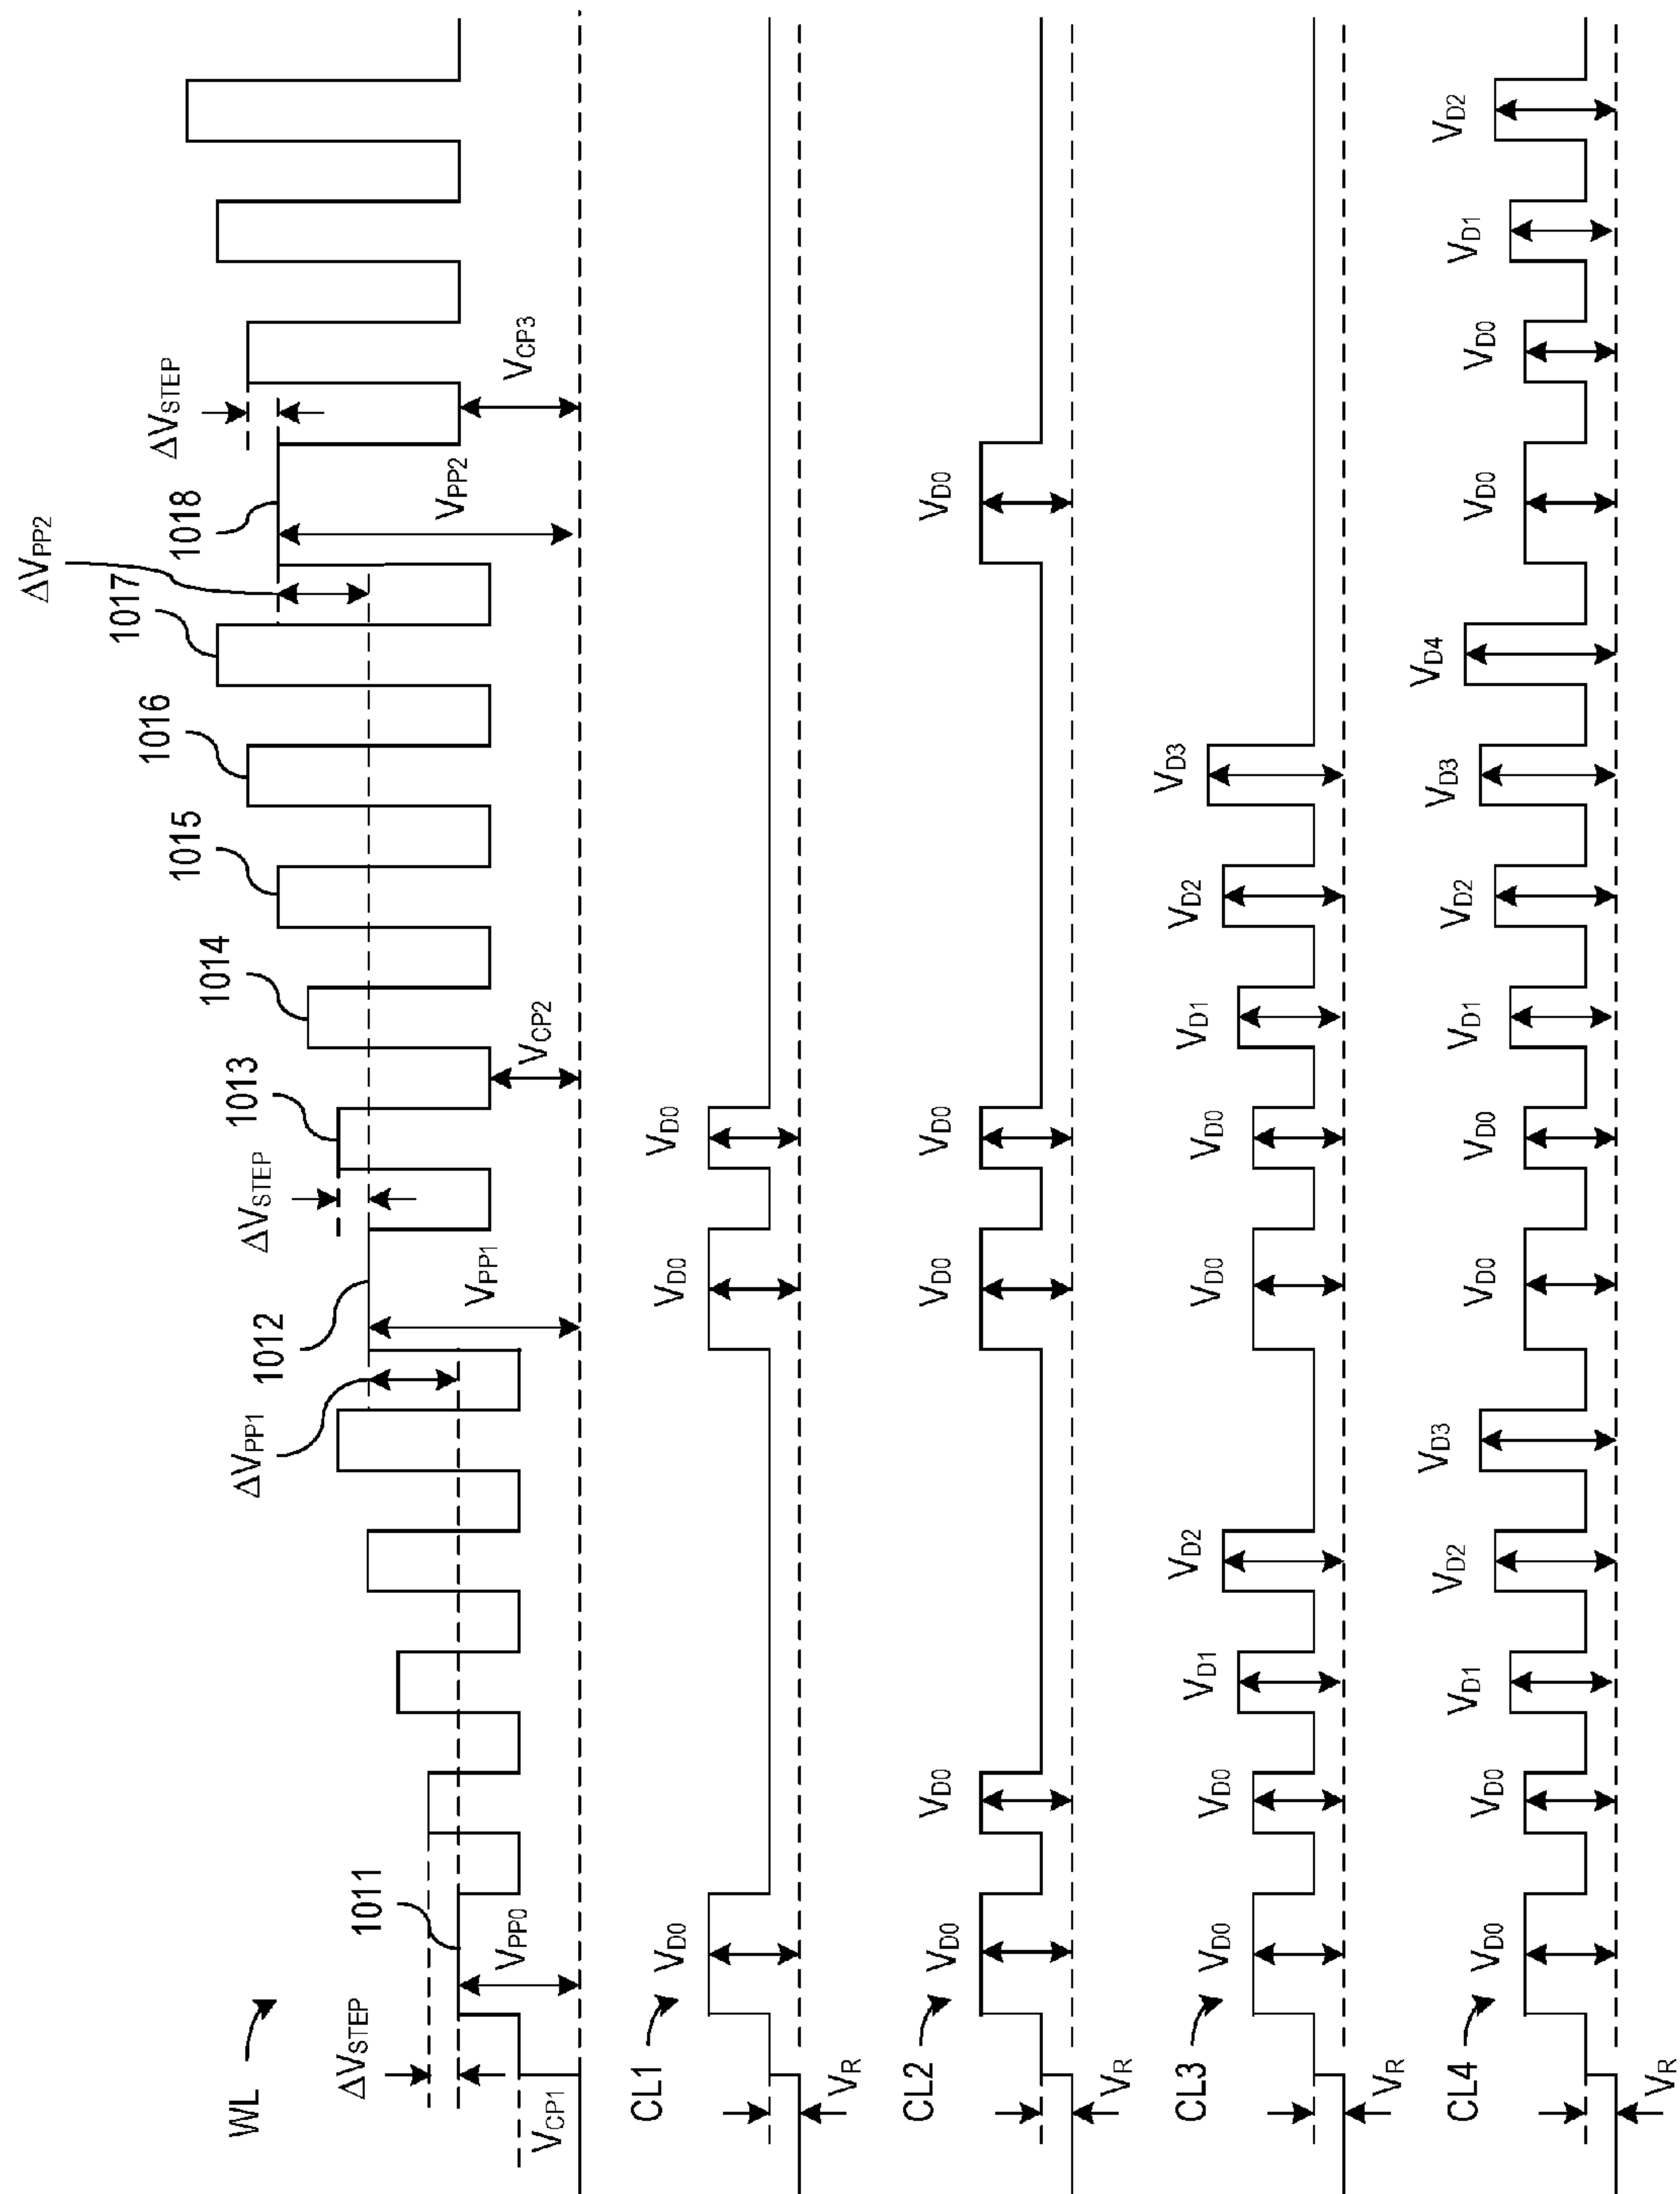 WL
ΔVSTEP
VCP1
1011
VPP0
ΔVPP1
1012
VPP1
ΔVSTEP
1013
VCP2
1014
1015
1016
1017
ΔVPP2
1018
VPP2
ΔVSTEP
VCP3
CL1
VR
VD0
VD0
VD0
CL2
VR
VD0
VD0
VD0
VD0
VD0
CL3
VR
VD0
VD0
VD1
VD2
VD0
VD0
VD1
VD2
VD3
CL4
VR
VD0
VD0
VD1
VD2
VD3
VD0
VD0
VD1
VD2
VD3
VD4
VD0
VD0
VD1
VD2